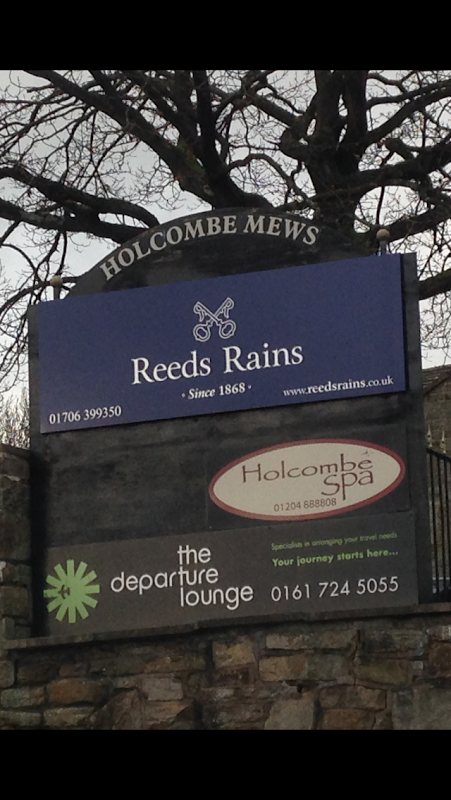 HOLCOMBE MEWS
Reeds Rains
• Since 1868 •
01706 399350
www.reedsrains.co.uk
Holcombe
Spa
01204 888808
the
departure
lounge
Specialists in arranging your travel needs
Your journey starts here...
0161 724 5055